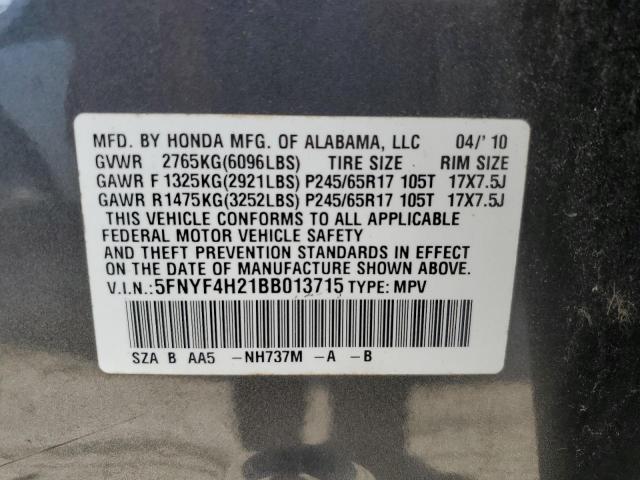 MFD. BY HONDA MFG. OF ALABAMA, LLC 04/'10
GVWR 2765KG(6096LBS) TIRE SIZE RIM SIZE
GAWR F1325KG(2921LBS) P245/65R17 105T 17X7.5J
GAWR R1475KG(3252LBS) P245/65R17 105T 17X7.5J
THIS VEHICLE CONFORMS TO ALL APPLICABLE
FEDERAL MOTOR VEHICLE SAFETY
AND THEFT PREVENTION STANDARDS IN EFFECT
ON THE DATE OF MANUFACTURE SHOWN ABOVE.
V.I.N.:5FNYF4H21BB013715 TYPE: MPV
SZA B AA5 -NH737M -A -B